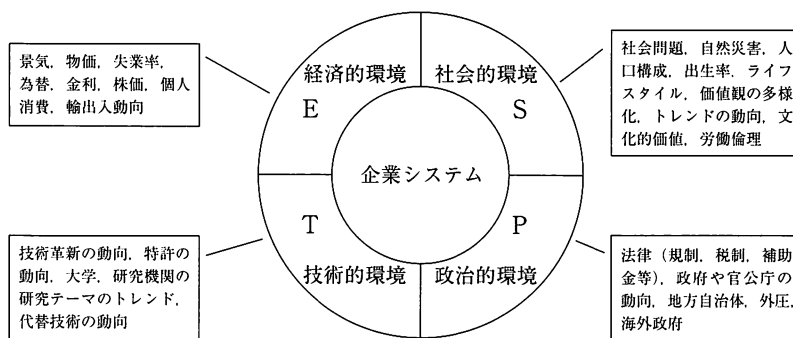 景気，物価，失業率，
為替，金利，株価，個人
消費，輸出入動向
経済的環境
E
社会的環境
S
社会問題，自然災害，人
口構成，出生率，ライフ
スタイル，価値観の多様
化，トレンドの動向，文
化的価値，労働倫理
企業システム
技術革新の動向，特許の
動向，大学，研究機関の
研究テーマのトレンド，
代替技術の動向
T
技術的環境
P
政治的環境
法律（規制，税制，補助
金等），政府や官公庁の
動向，地方自治体，外圧，
海外政府